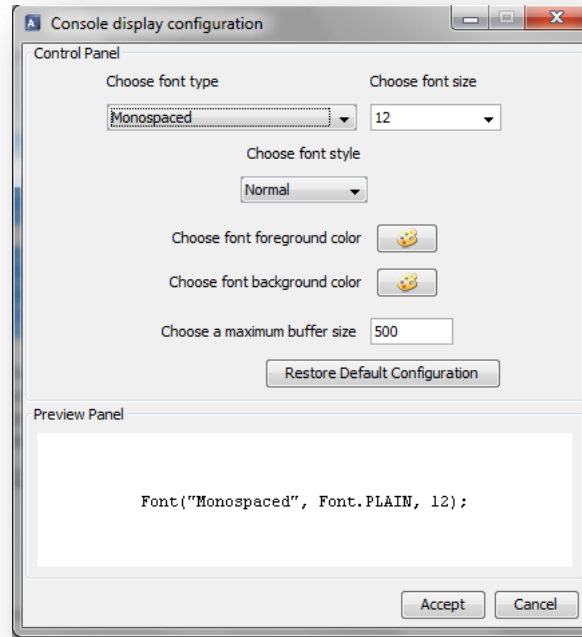 Console display configuration
Control Panel
Choose font type Choose font size
Monospaced 12
Choose font style
Normal
Choose font foreground color
Choose font background color
Choose a maximum buffer size 500
Restore Default Configuration
Preview Panel
Font("Monospaced", Font.PLAIN, 12);
Accept Cancel